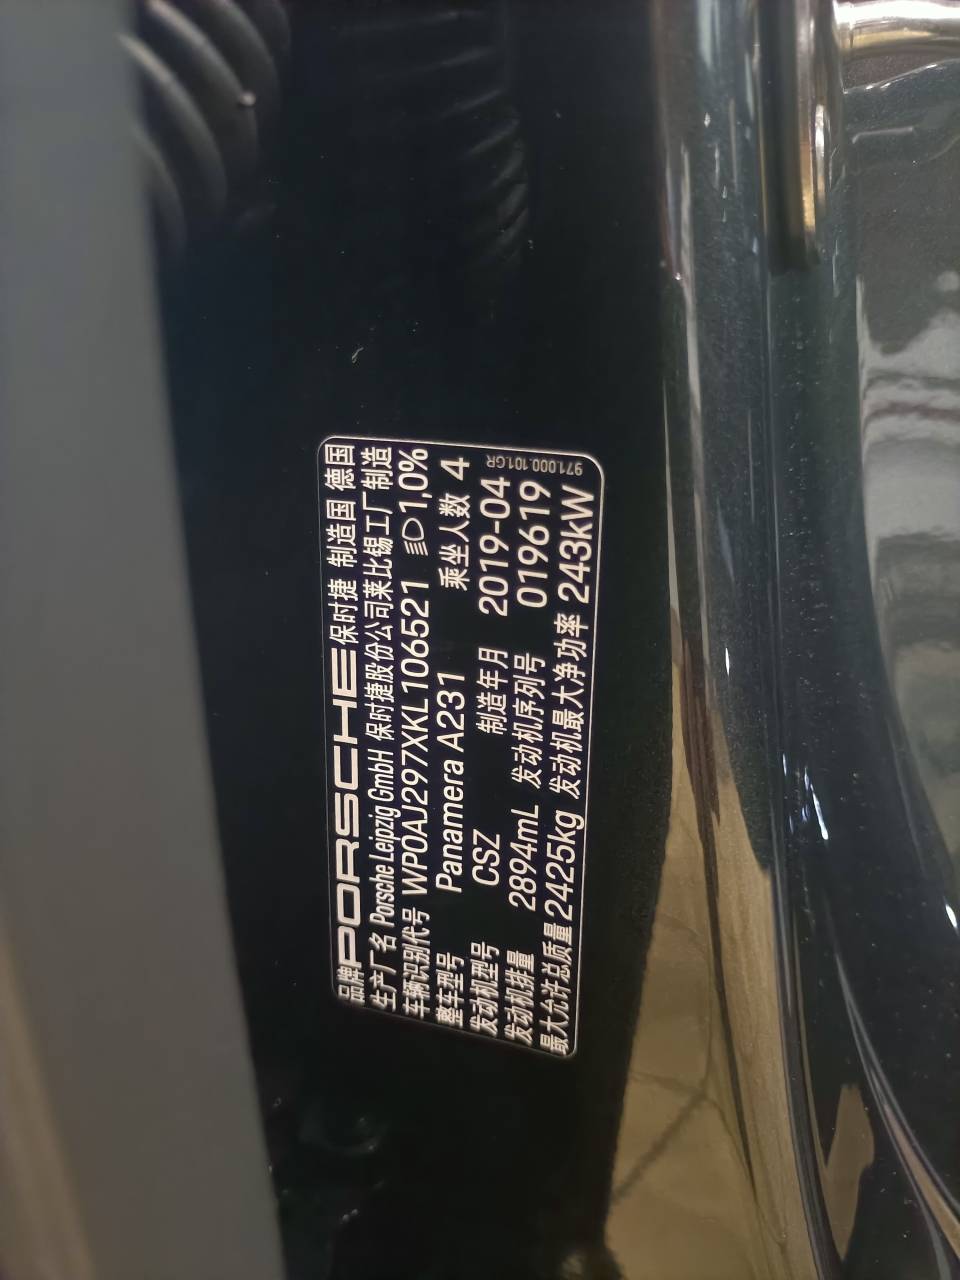 品牌 PORSCHE 保时捷 制造国 德国
生产厂名 Porsche Leipzig GmbH 保时捷股份公司莱比锡工厂制造
车辆识别代号 WP0AJ297XKL106521 1,0%
整车型号 Panamera A231 乘坐人数 4
发动机型号 CSZ 制造年月 2019-04
发动机排量 2894mL 发动机序列号 019619
最大允许总质量 2425kg 发动机最大净功率 243kW
971.000.101.GR